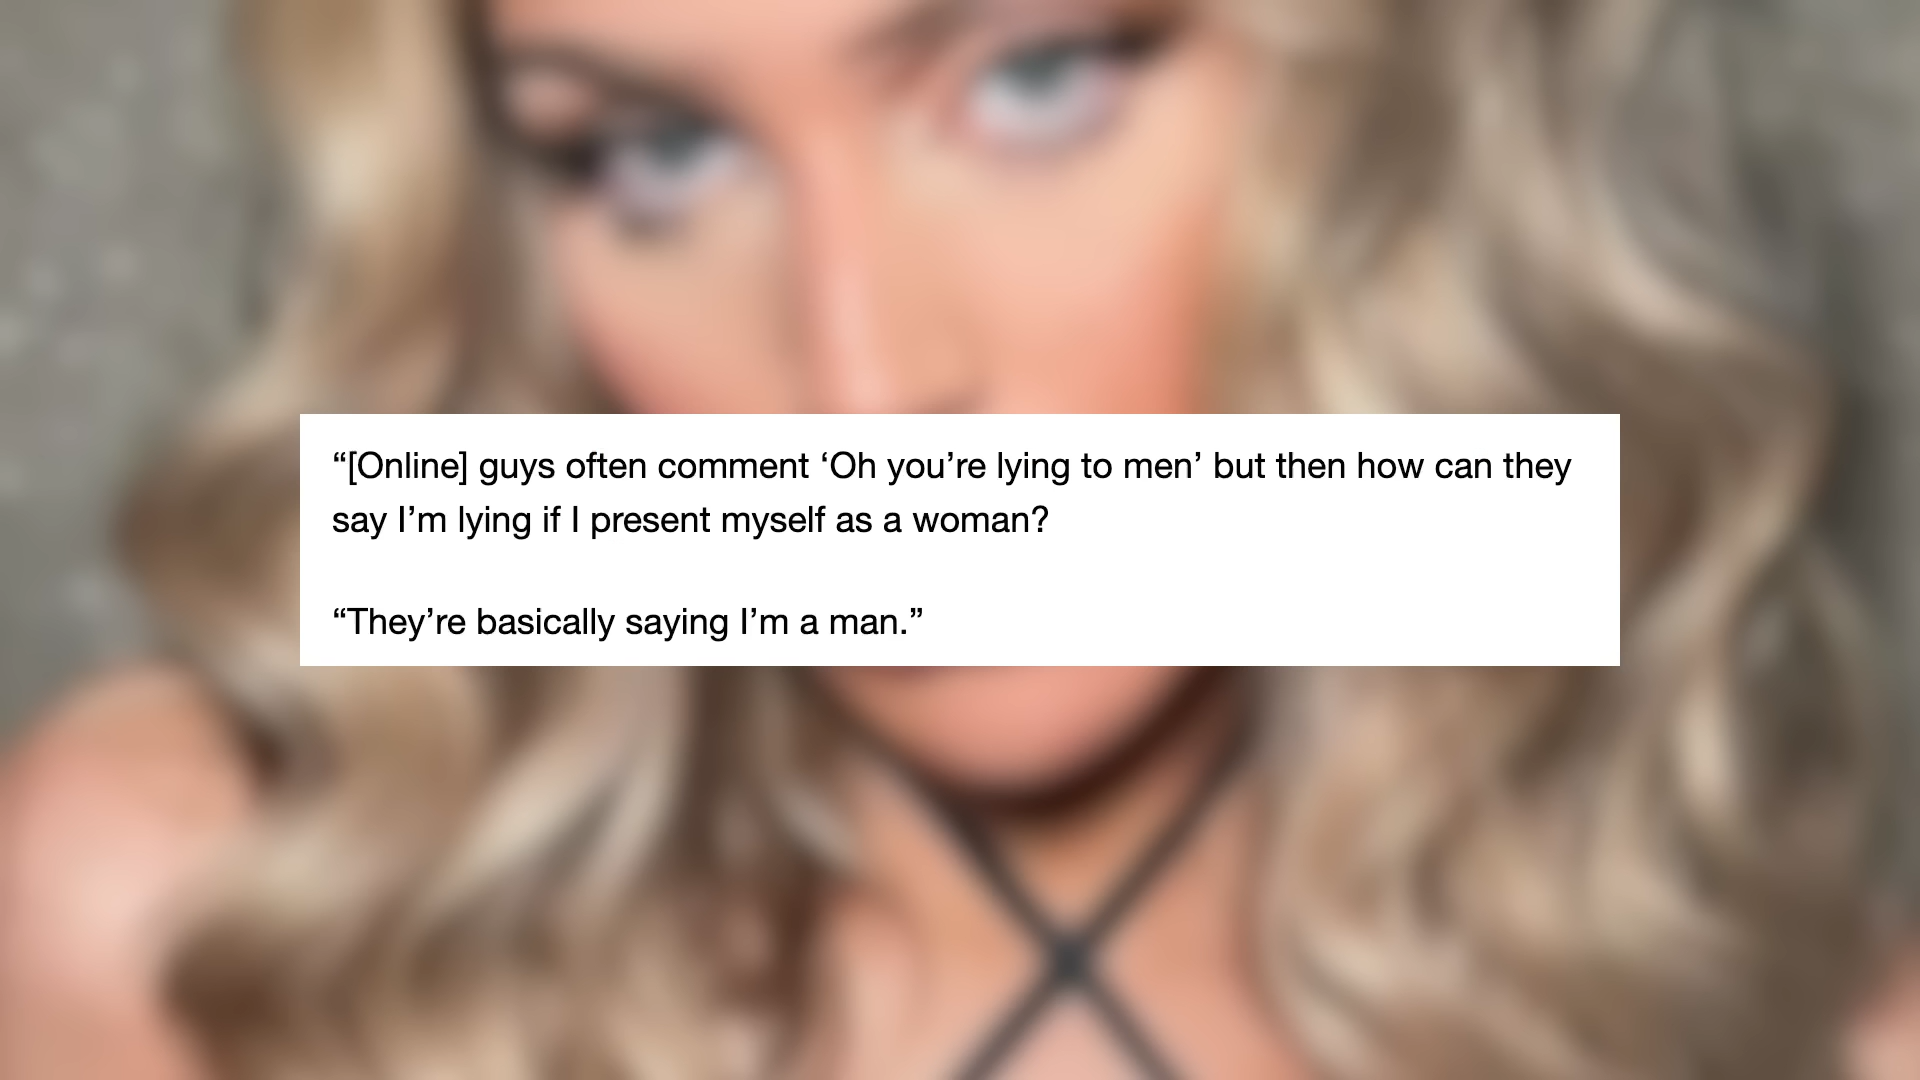 “[Online] guys often comment ‘Oh you’re lying to men’ but then how can they
say I’m lying if I present myself as a woman?
“They’re basically saying I’m a man.”